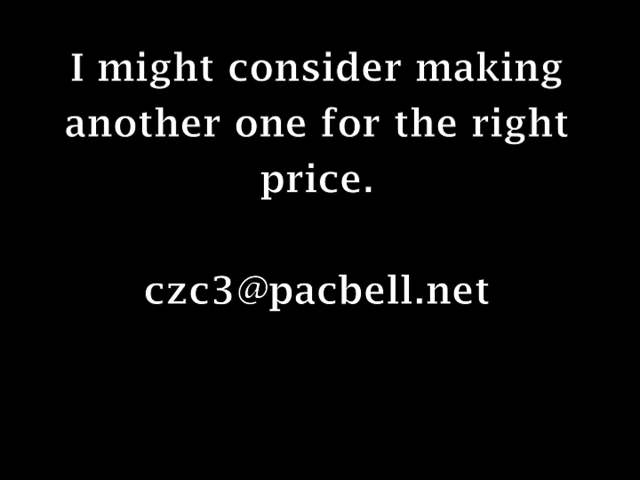 I might consider making
another one for the right
price.
czc3@pacbell.net